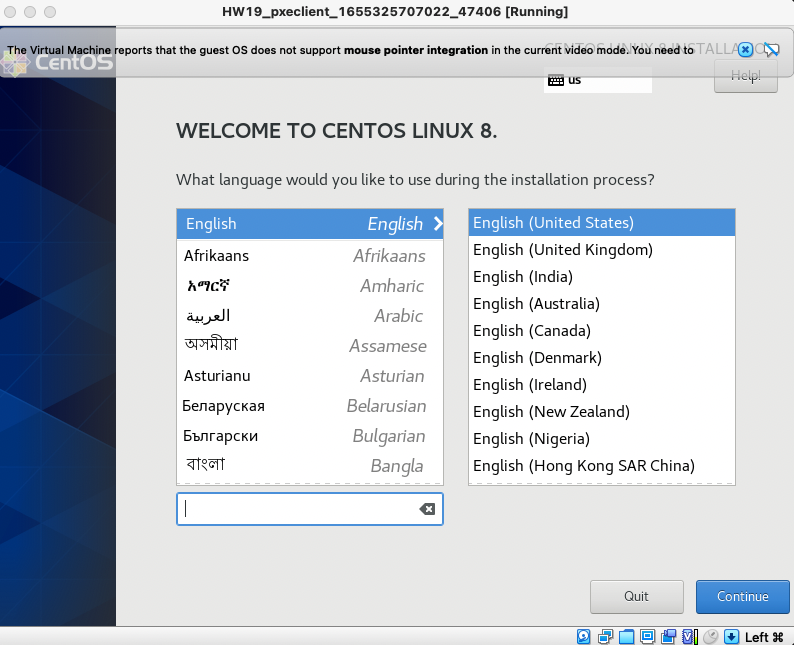 HW19_pxeclient_1655325707022_47406 [Running]
The Virtual Machine reports that the guest OS does not support mouse pointer integration in the current video mode. You need to
CENTOS LINUX 8 INSTALLATION
CentOS
us
Help!
WELCOME TO CENTOS LINUX 8.
What language would you like to use during the installation process?
English English
Afrikaans Afrikaans
አማርኛ Amharic
العربية Arabic
অসমীয়া Assamese
Asturianu Asturian
Беларуская Belarusian
Български Bulgarian
বাংলা Bangla
English (United States)
English (United Kingdom)
English (India)
English (Australia)
English (Canada)
English (Denmark)
English (Ireland)
English (New Zealand)
English (Nigeria)
English (Hong Kong SAR China)
Quit
Continue
Left ⌘